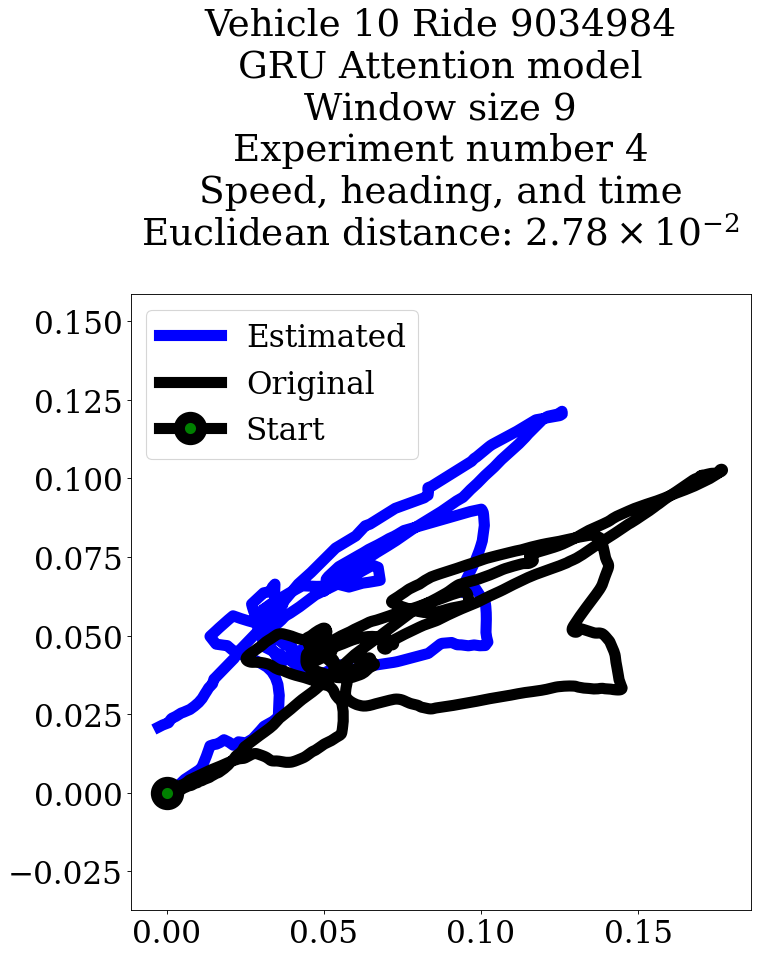 Vehicle 10 Ride 9034984
GRU Attention model
Window size 9
Experiment number 4
Speed, heading, and time
Euclidean distance: 2.78 × 10⁻²
0.150
0.125
0.100
0.075
0.050
0.025
0.000
−0.025
Estimated
Original
Start
0.00 0.05 0.10 0.15